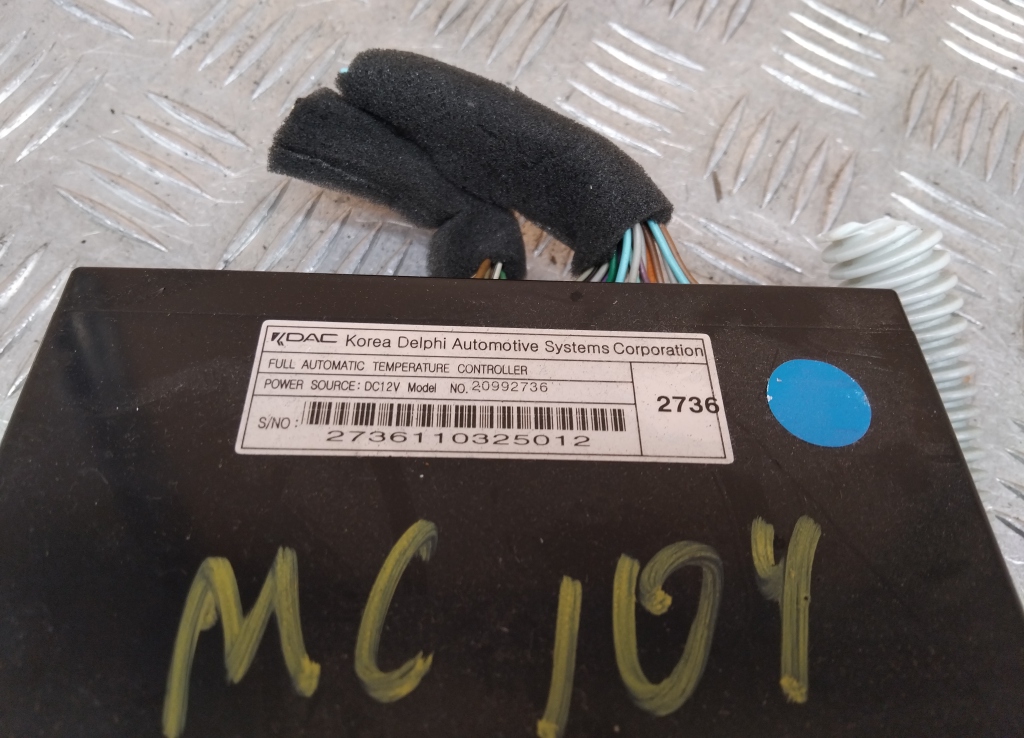 KDAC Korea Delphi Automotive Systems Corporation
FULL AUTOMATIC TEMPERATURE CONTROLLER
POWER SOURCE: DC12V Model NO. 20992736
2736
S/NO :
2736110325012
MC 104